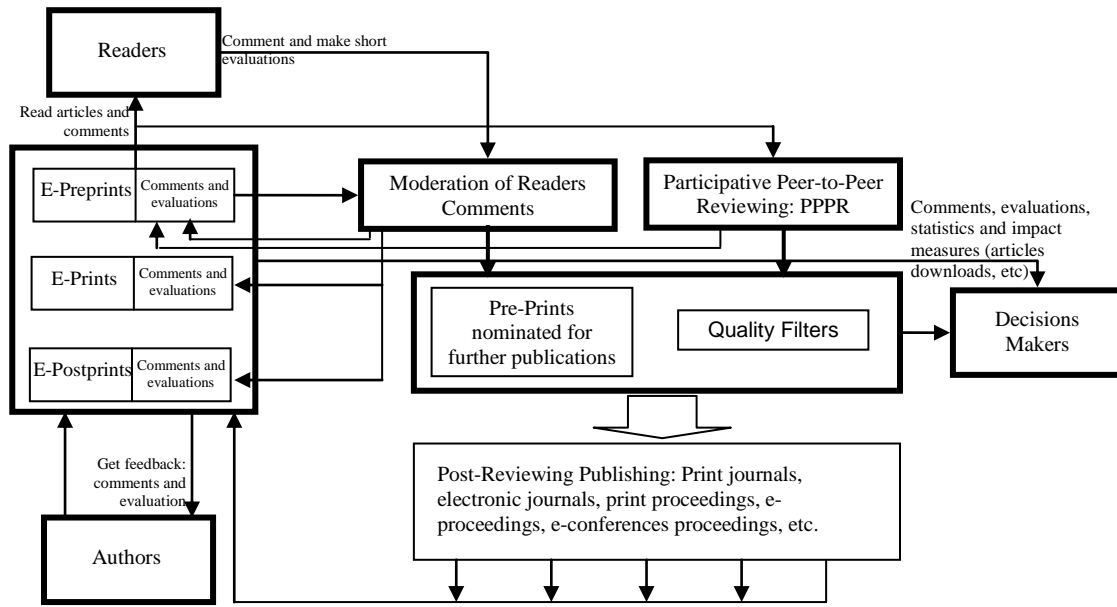 Readers
Comment and make short
evaluations
Read articles and
comments
E-Preprints
Comments and
evaluations
Moderation of Readers
Comments
Participative Peer-to-Peer
Reviewing: PPPR
Comments, evaluations,
statistics and impact
measures (articles
downloads, etc)
E-Prints
Comments and
evaluations
Pre-Prints
nominated for
further publications
Quality Filters
Decisions
Makers
E-Postprints
Comments and
evaluations
Get feedback:
comments and
evaluation
Post-Reviewing Publishing: Print journals,
electronic journals, print proceedings, e-
proceedings, e-conferences proceedings, etc.
Authors